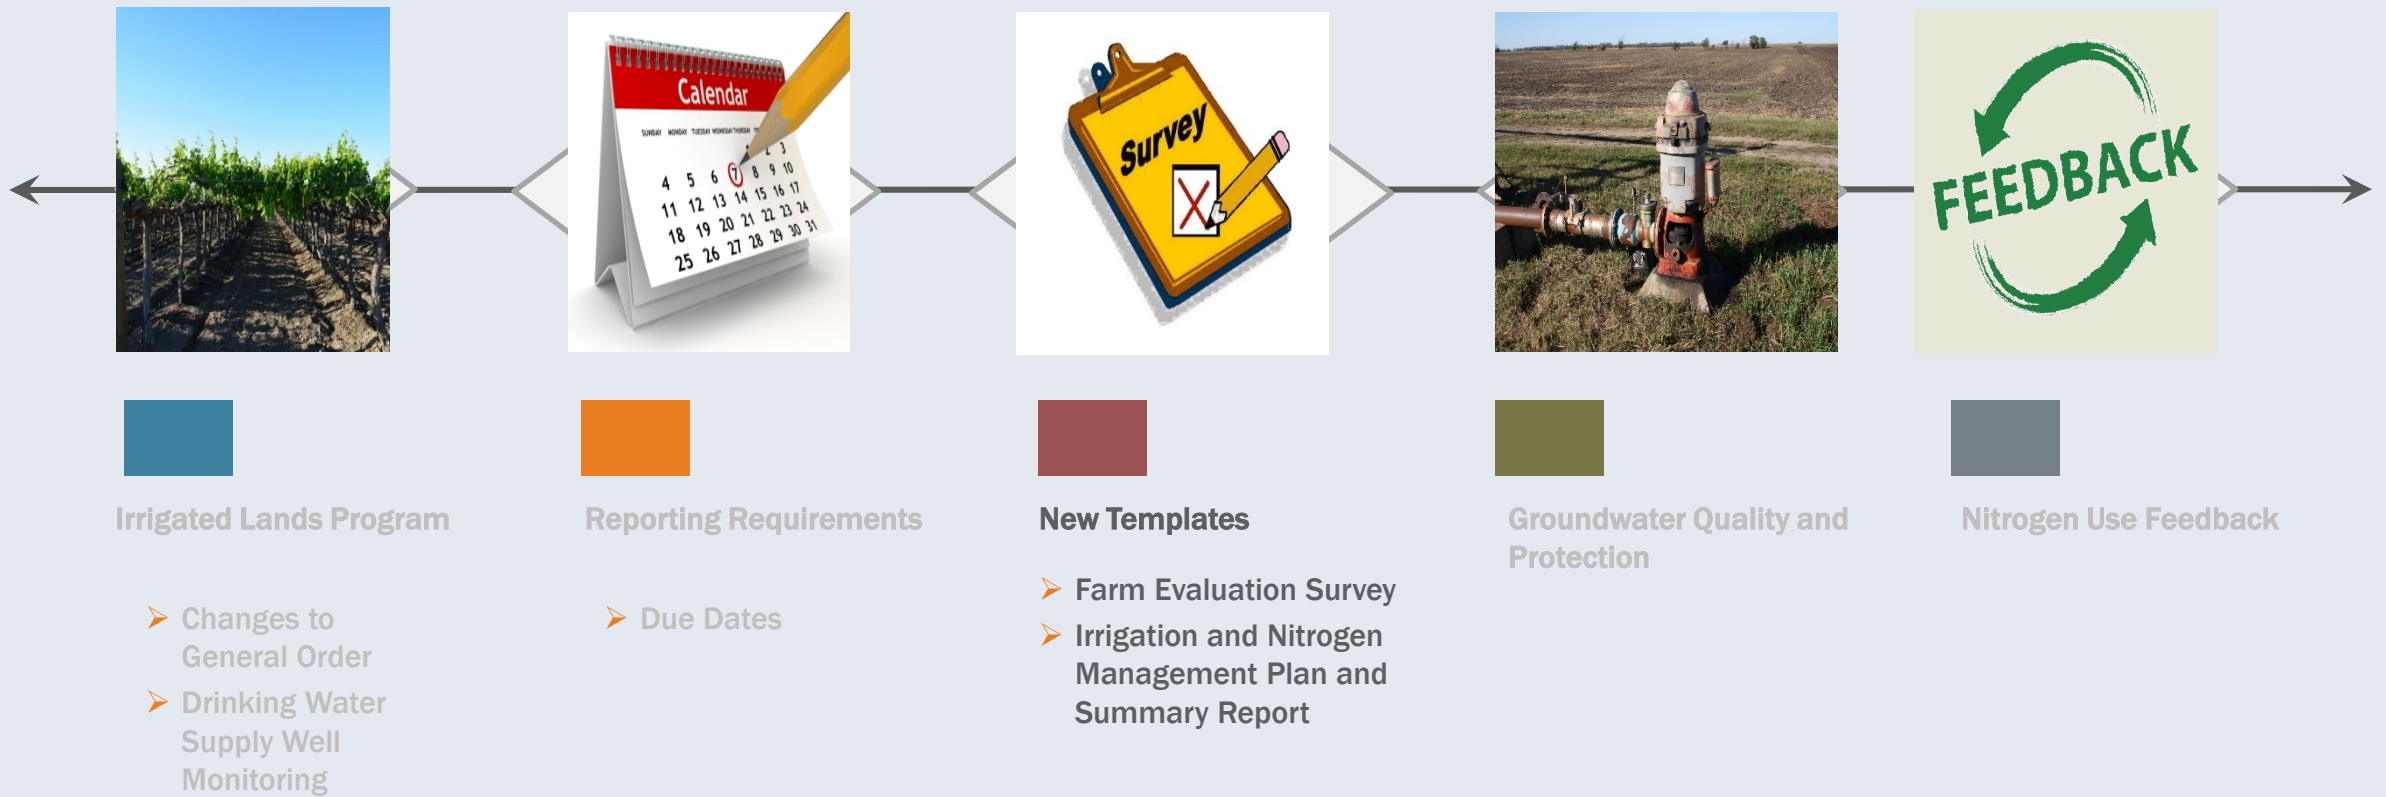 Calendar
SUNDAY MONDAY TUESDAY WEDNESDAY THURSDAY
1 2 3
4 5 6 7 8 9 10
11 12 13 14 15 16 17
18 19 20 21 22 23 24
25 26 27 28 29 30 31
Survey
FEEDBACK
Irrigated Lands Program
➢ Changes to
General Order
➢ Drinking Water
Supply Well
Monitoring
Reporting Requirements
➢ Due Dates
New Templates
➢ Farm Evaluation Survey
➢ Irrigation and Nitrogen
Management Plan and
Summary Report
Groundwater Quality and
Protection
Nitrogen Use Feedback